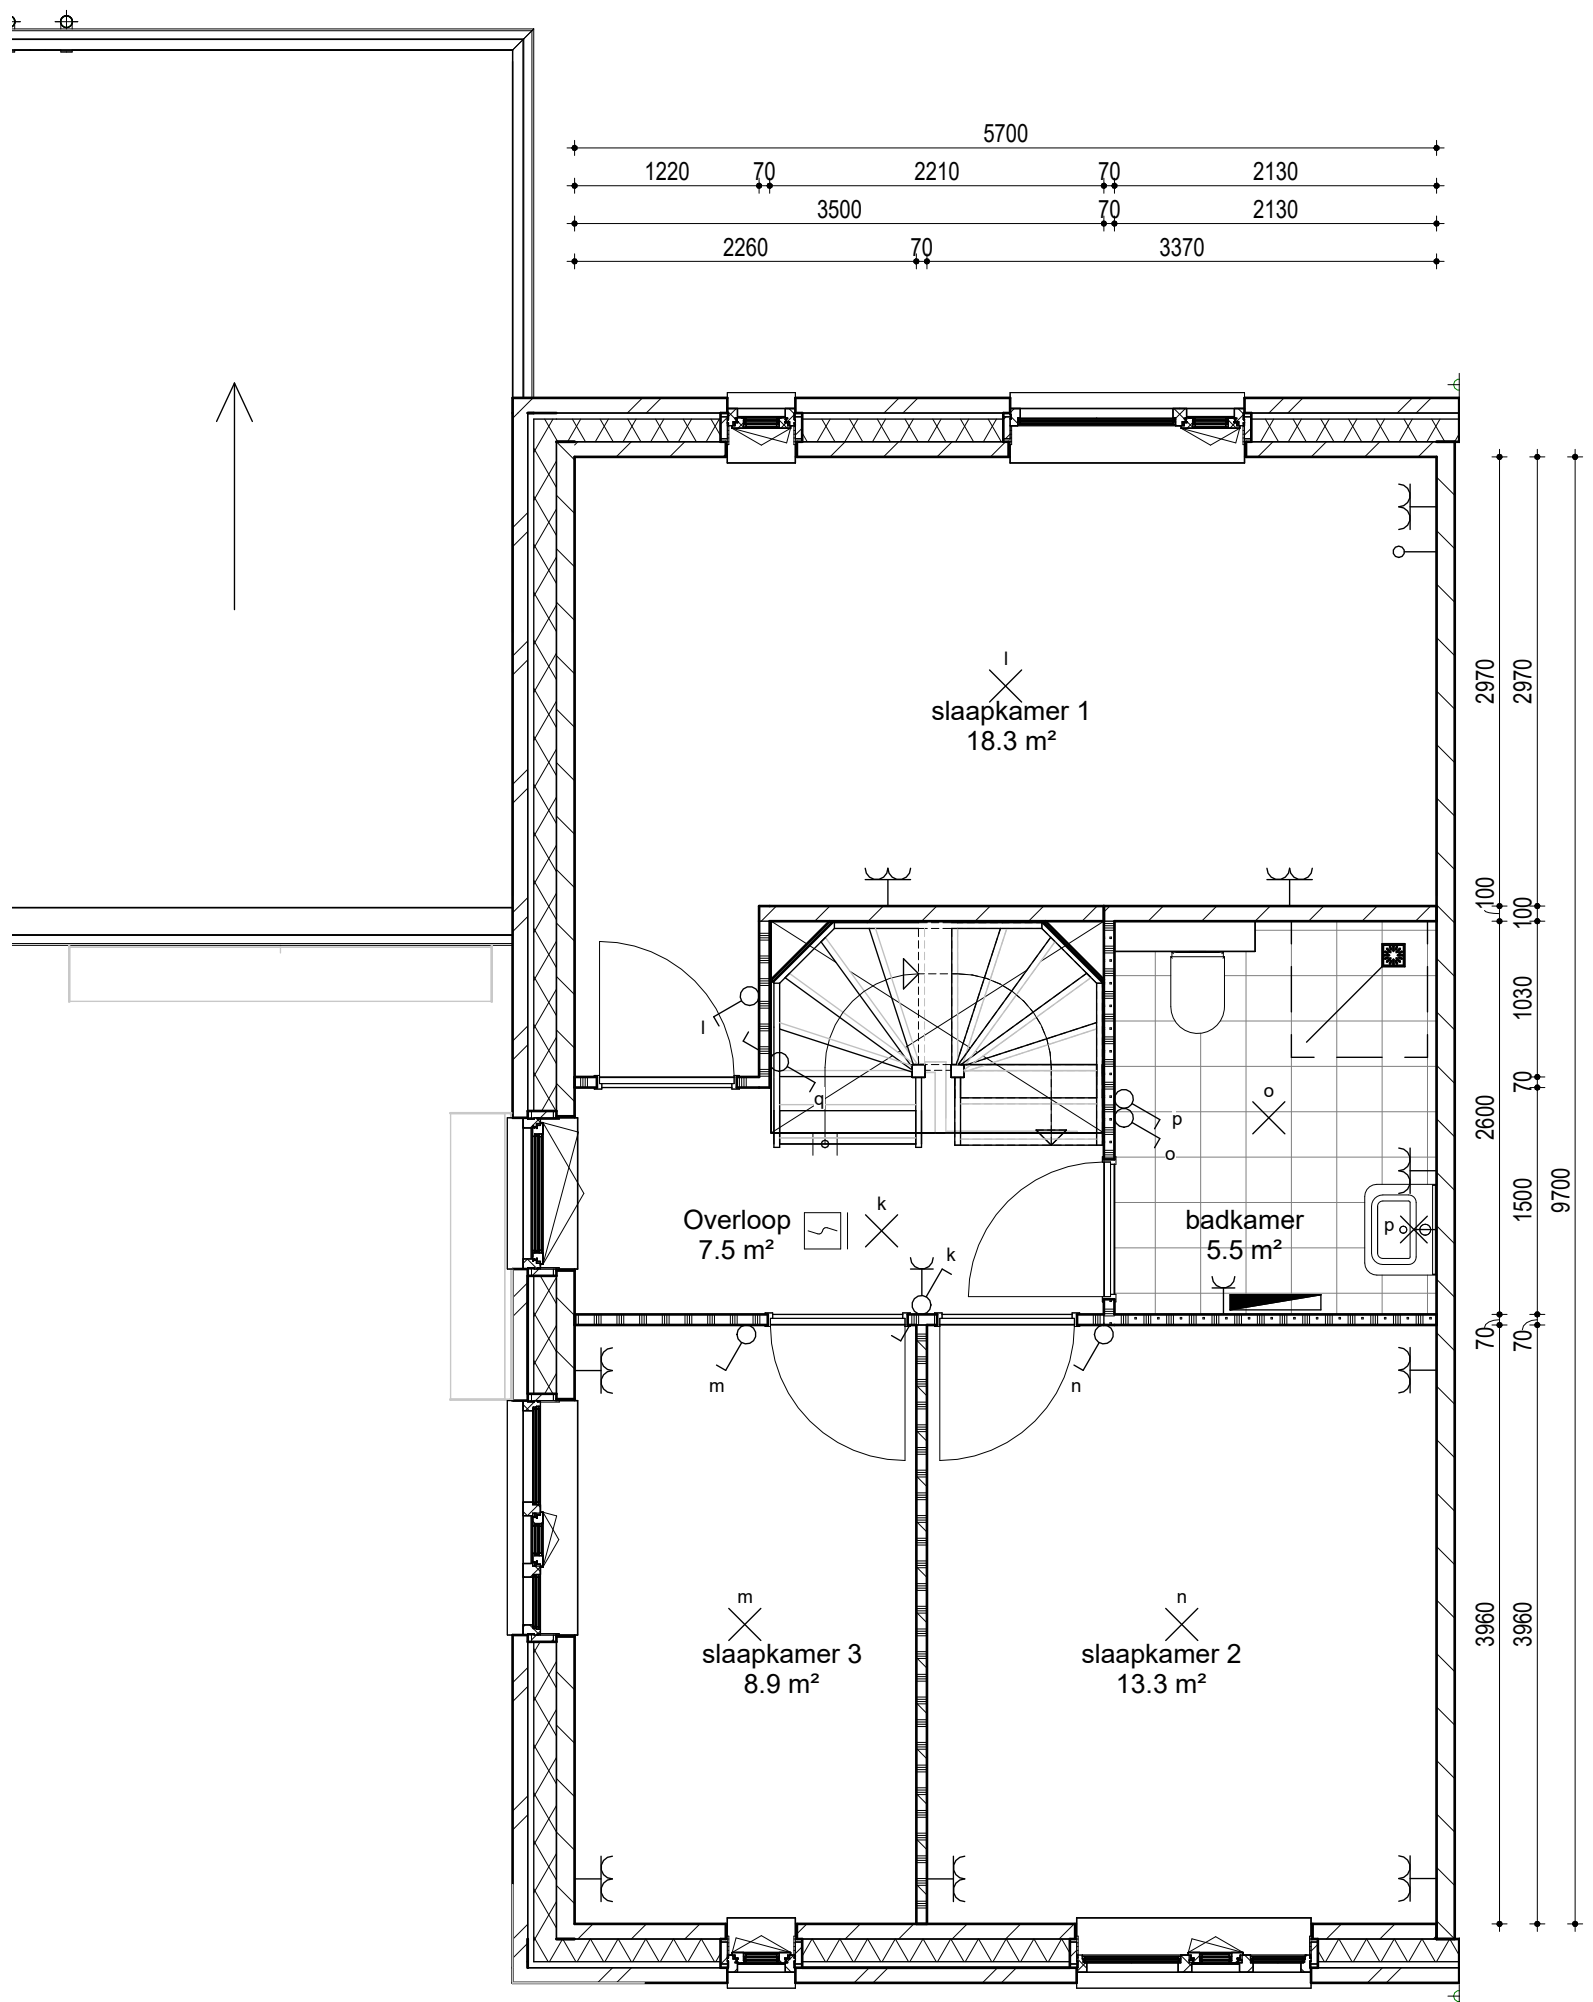 5700
1220 70 2210 70 2130
3500 70 2130
2260 70 3370
l
slaapkamer 1
18.3 m²
2970
2970
100
100
l
q
1030
70
2600
1500
9700
p
o
o
k
Overloop
7.5 m²
k
badkamer
5.5 m²
p
70
70
m
n
m
slaapkamer 3
8.9 m²
n
slaapkamer 2
13.3 m²
3960
3960